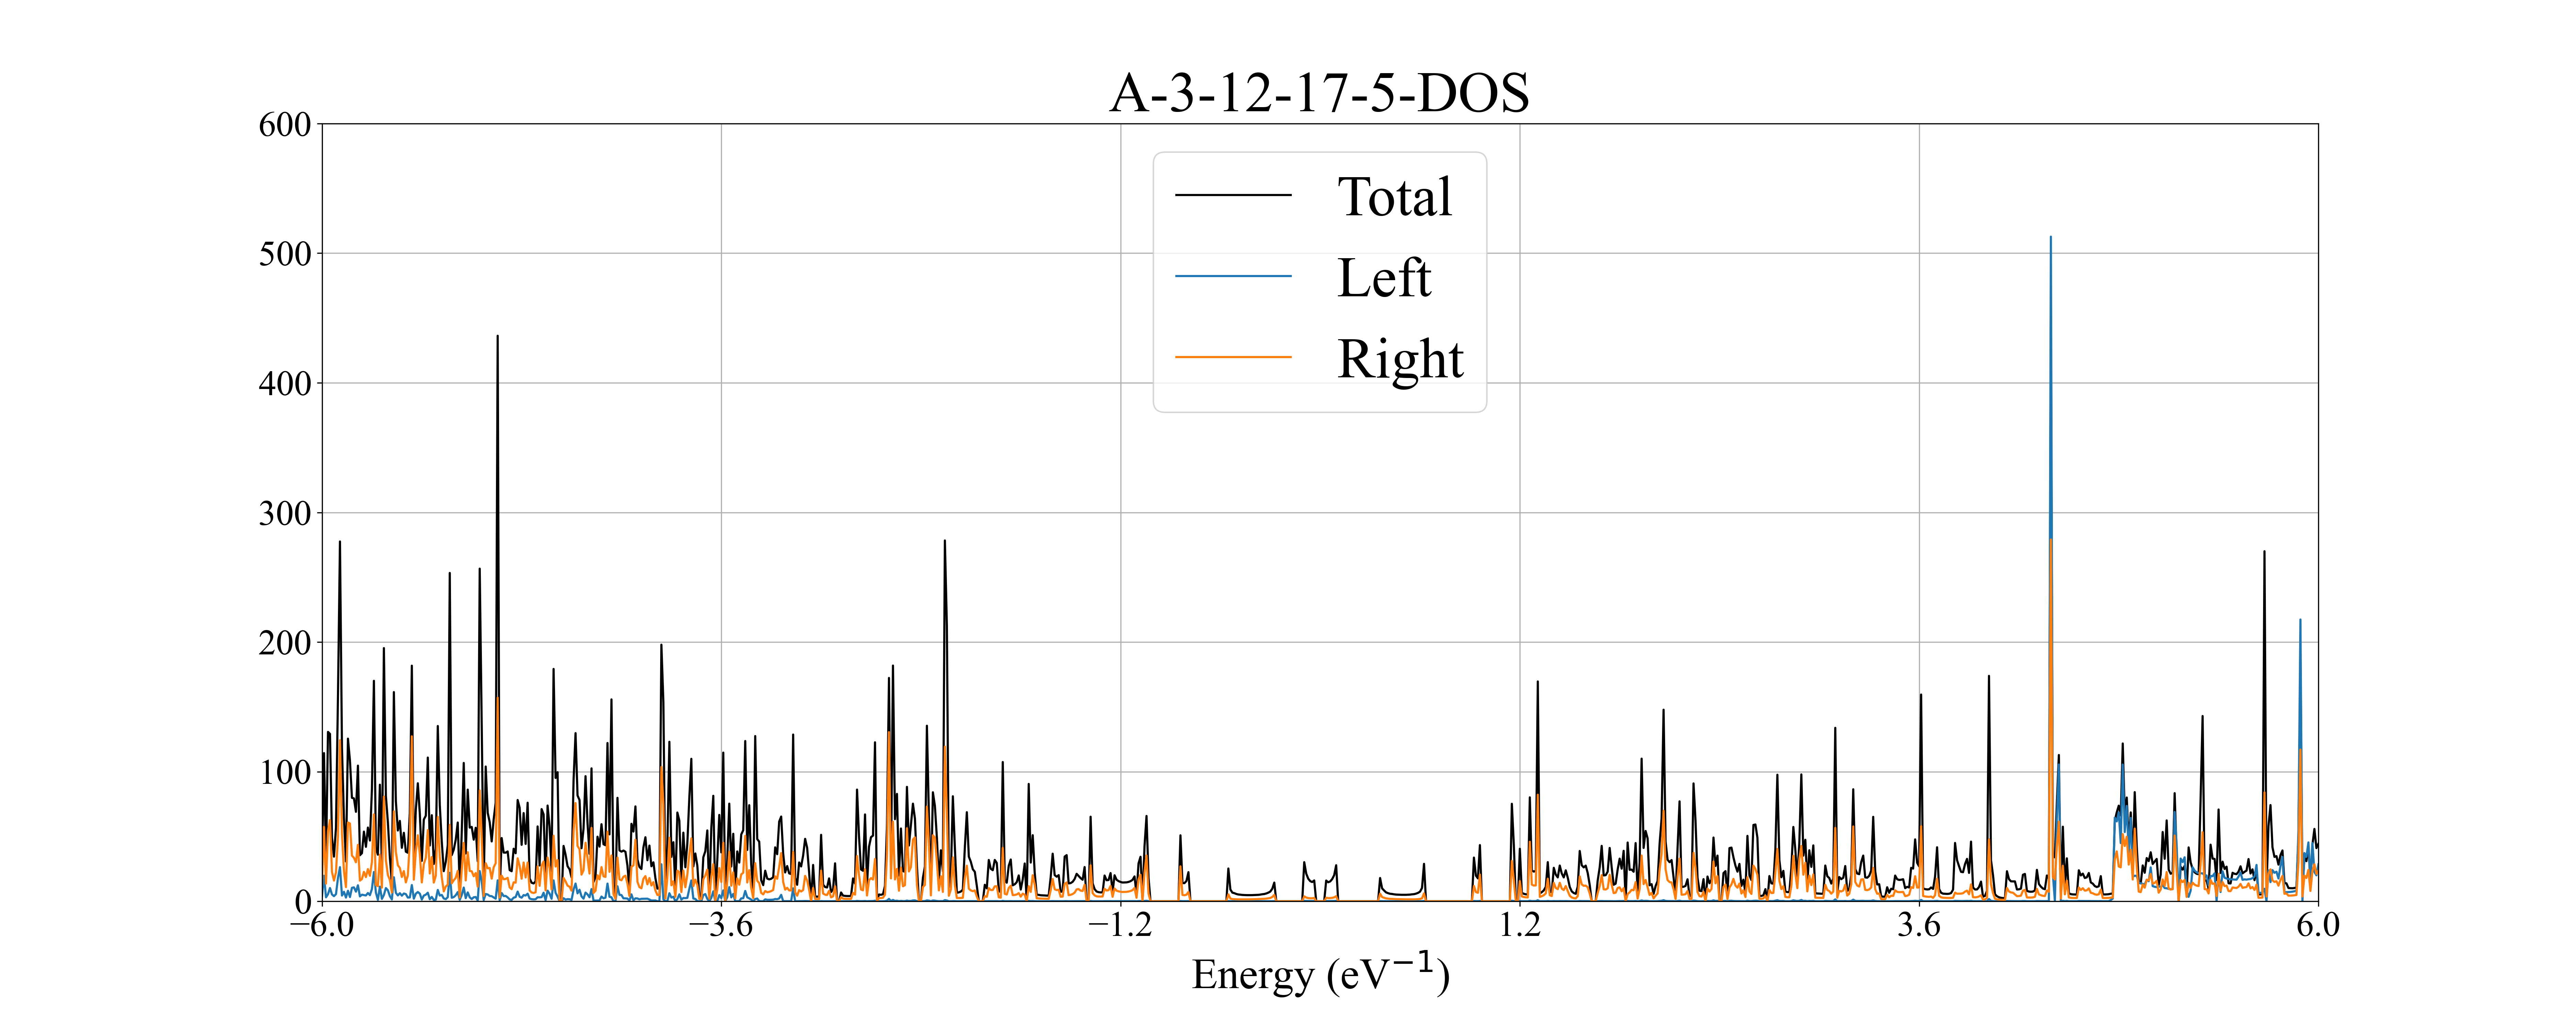 A-3-12-17-5-DOS
600
500
400
300
200
100
0
Total
Left
Right
−6.0 −3.6 −1.2 1.2 3.6 6.0
Energy (eV⁻¹)